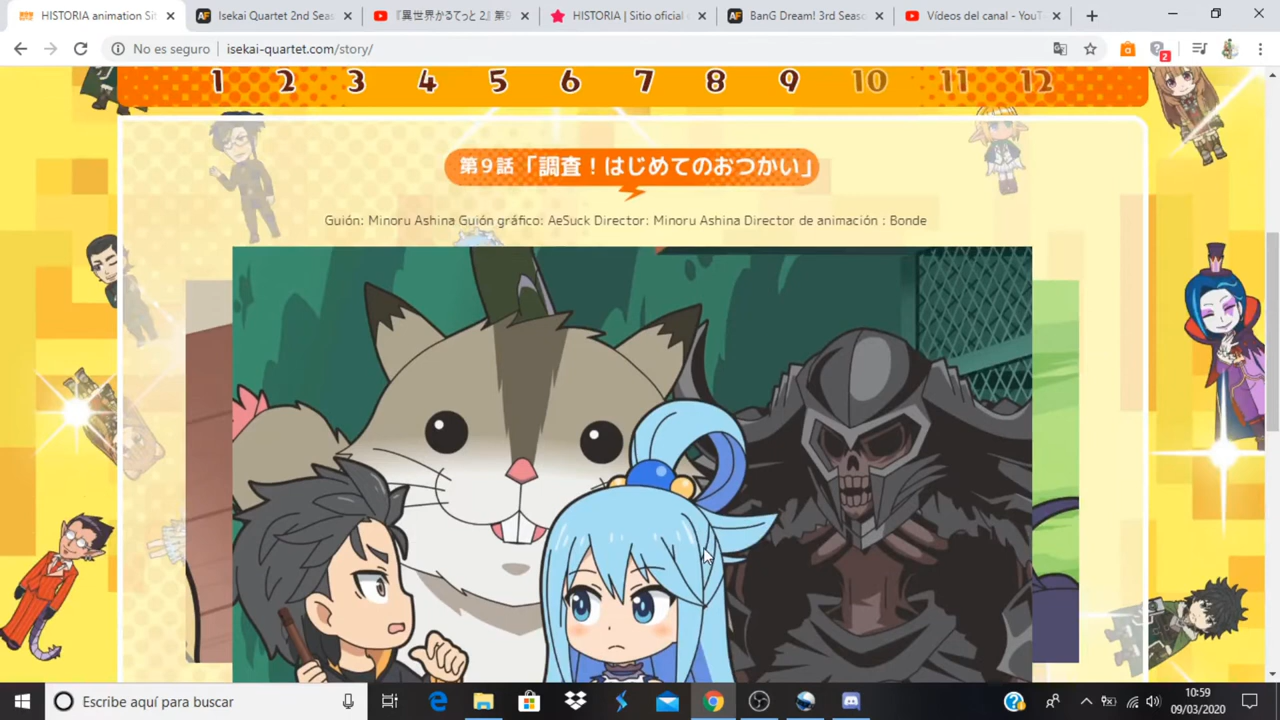 HISTORIA animation Sit
Isekai Quartet 2nd Seas
『異世界かるてっと 2』第9
HISTORIA | Sitio oficial d
BanG Dream! 3rd Seaso
Vídeos del canal - YouT
No es seguro | isekai-quartet.com/story/
2
1 2 3 4 5 6 7 8 9 10 11 12
第9話「調査！はじめてのおつかい」
Guión: Minoru Ashina Guión gráfico: AeSuck Director: Minoru Ashina Director de animación : Bonde
Escribe aquí para buscar
10:59
09/03/2020